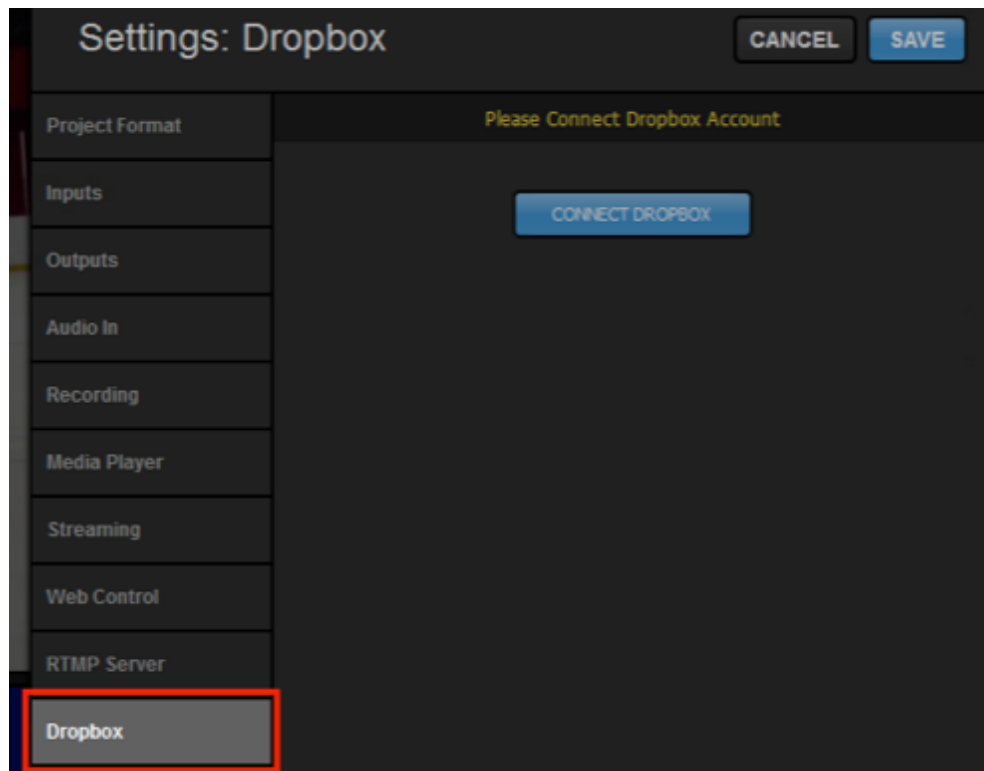 Settings: Dropbox
CANCEL
SAVE
Project Format
Please Connect Dropbox Account
Inputs
CONNECT DROPBOX
Outputs
Audio In
Recording
Media Player
Streaming
Web Control
RTMP Server
Dropbox